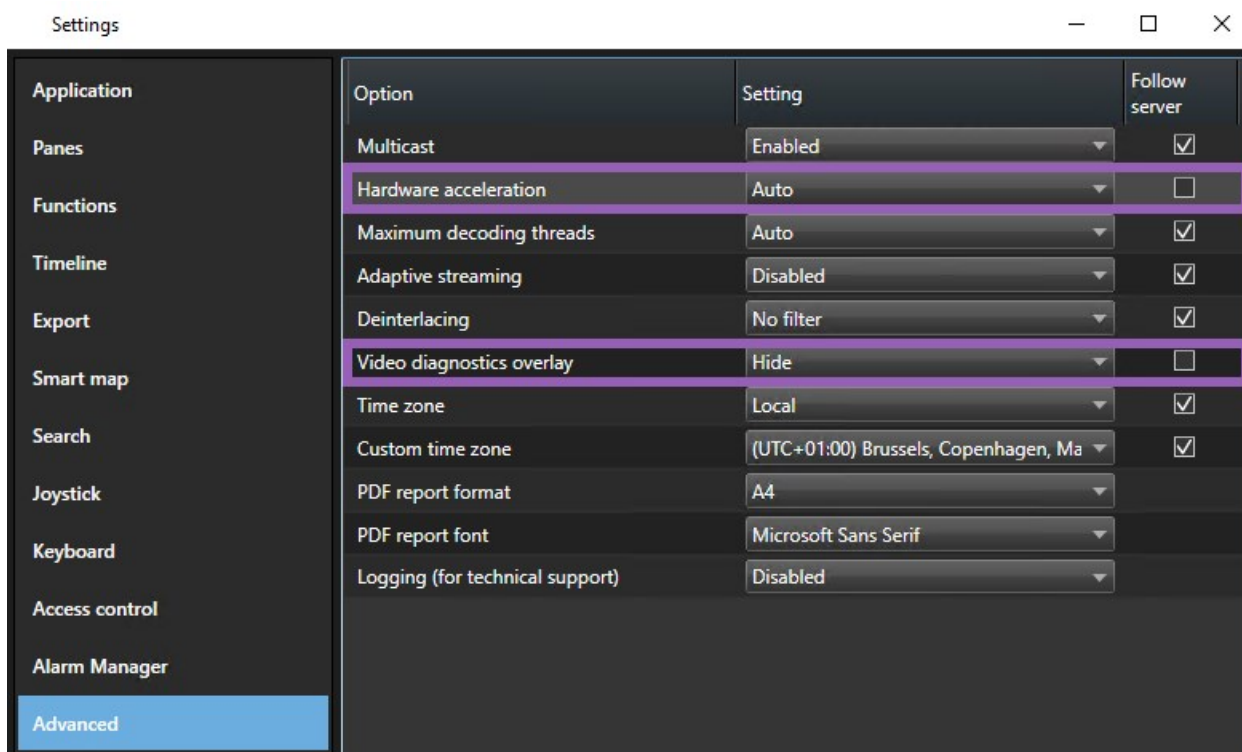 Settings
Application
Panes
Functions
Timeline
Export
Smart map
Search
Joystick
Keyboard
Access control
Alarm Manager
Advanced
Option Setting Follow server
Multicast Enabled
Hardware acceleration Auto
Maximum decoding threads Auto
Adaptive streaming Disabled
Deinterlacing No filter
Video diagnostics overlay Hide
Time zone Local
Custom time zone (UTC+01:00) Brussels, Copenhagen, Ma
PDF report format A4
PDF report font Microsoft Sans Serif
Logging (for technical support) Disabled